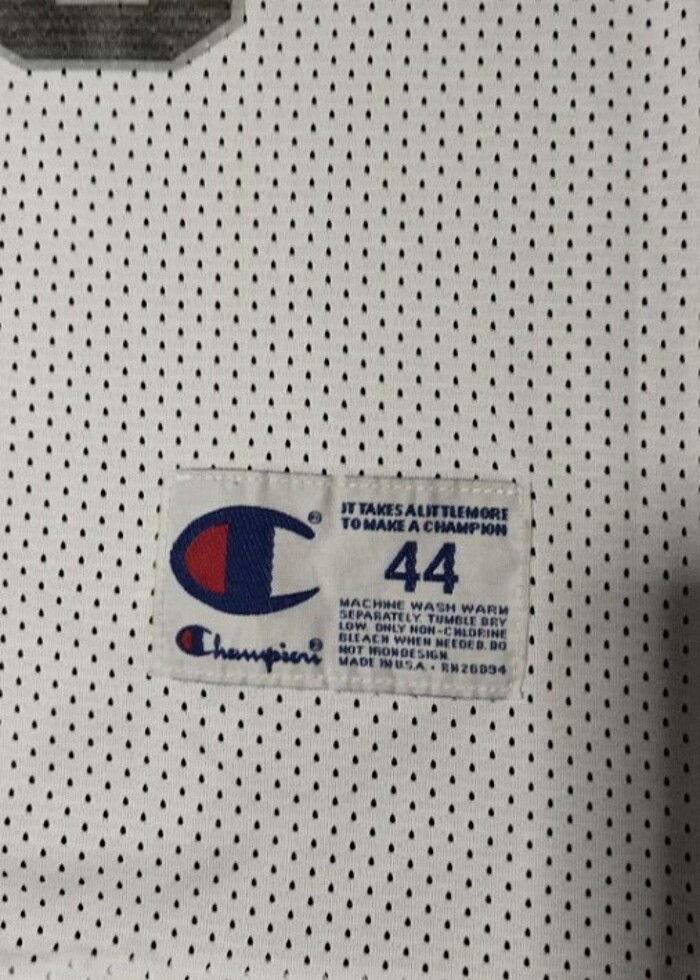 ®
IT TAKES A LITTLE MORE
TO MAKE A CHAMPION
44
MACHINE WASH WARM
SEPARATELY. TUMBLE DRY
LOW. ONLY NON-CHLORINE
BLEACH WHEN NEEDED. DO
NOT IRON DESIGN.
MADE IN U.S.A. • RN26094
Champion®